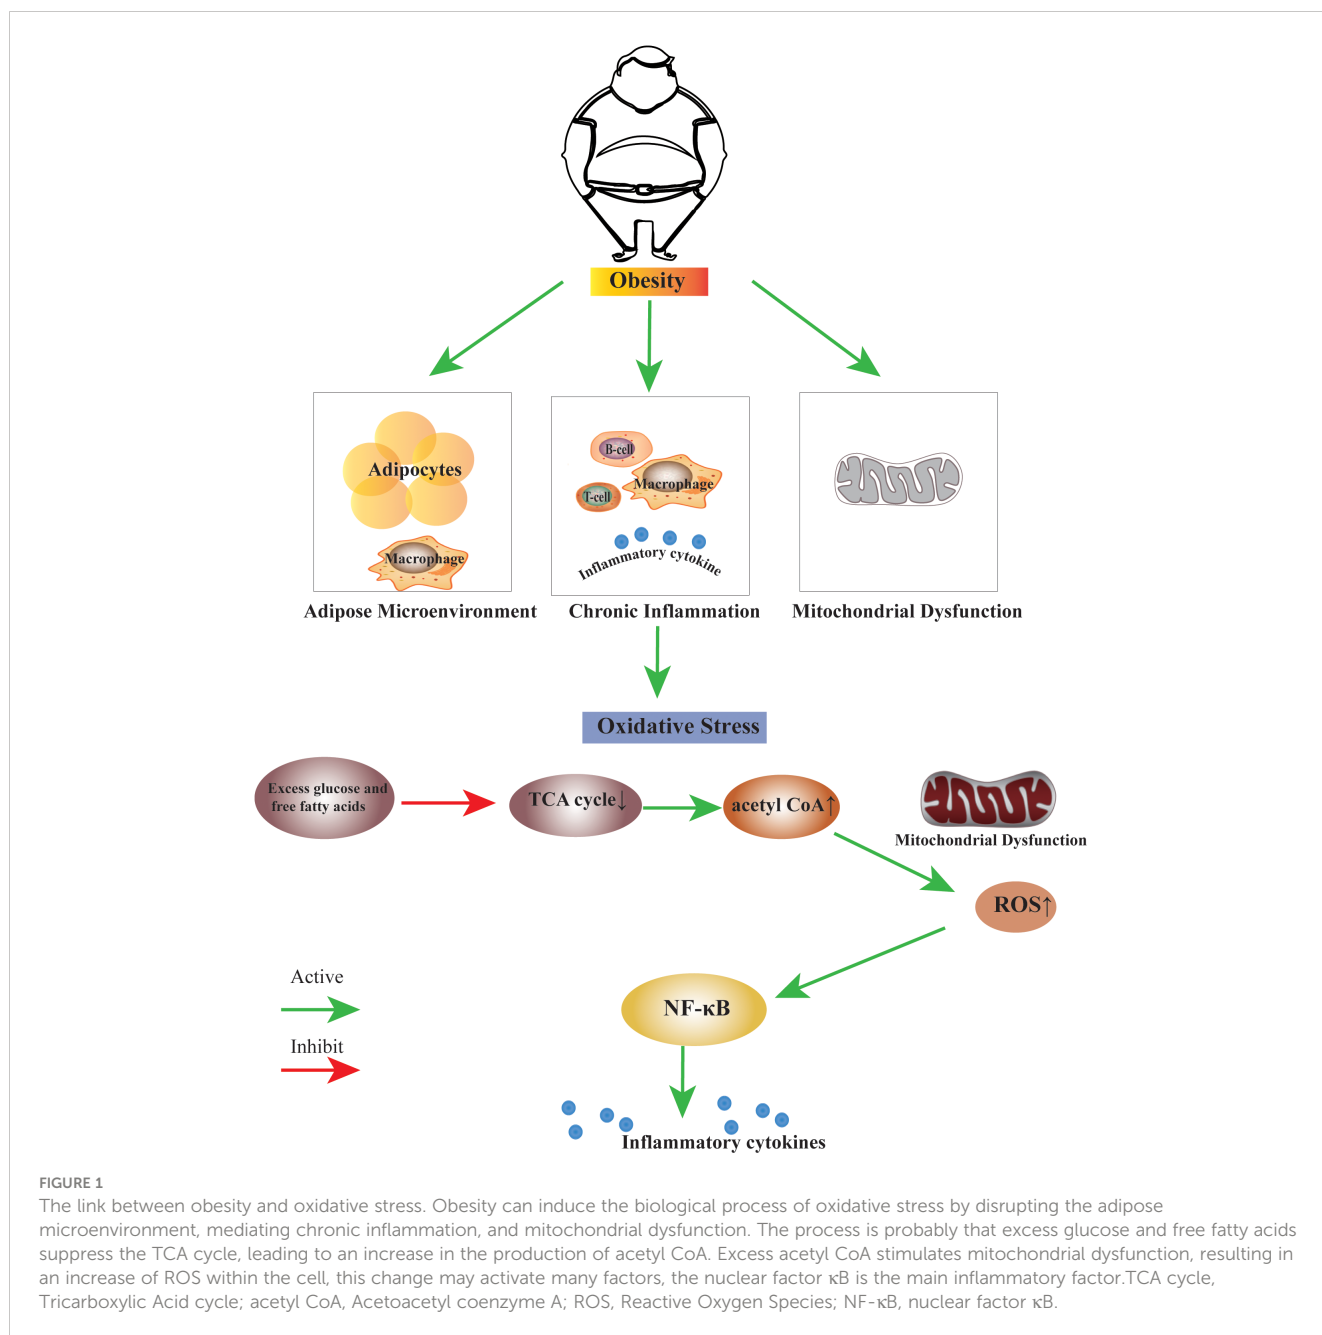 Obesity
Adipocytes
Macrophage
B-cell
Macrophage
T-cell
Inflammatory cytokine
Adipose Microenvironment
Chronic Inflammation
Mitochondrial Dysfunction
Oxidative Stress
Excess glucose and
free fatty acids
TCA cycle↓
acetyl CoA↑
Mitochondrial Dysfunction
ROS↑
Active
Inhibit
NF-κB
Inflammatory cytokines
FIGURE 1
The link between obesity and oxidative stress. Obesity can induce the biological process of oxidative stress by disrupting the adipose
microenvironment, mediating chronic inflammation, and mitochondrial dysfunction. The process is probably that excess glucose and free fatty acids
suppress the TCA cycle, leading to an increase in the production of acetyl CoA. Excess acetyl CoA stimulates mitochondrial dysfunction, resulting in
an increase of ROS within the cell, this change may activate many factors, the nuclear factor κB is the main inflammatory factor.TCA cycle,
Tricarboxylic Acid cycle; acetyl CoA, Acetoacetyl coenzyme A; ROS, Reactive Oxygen Species; NF-κB, nuclear factor κB.